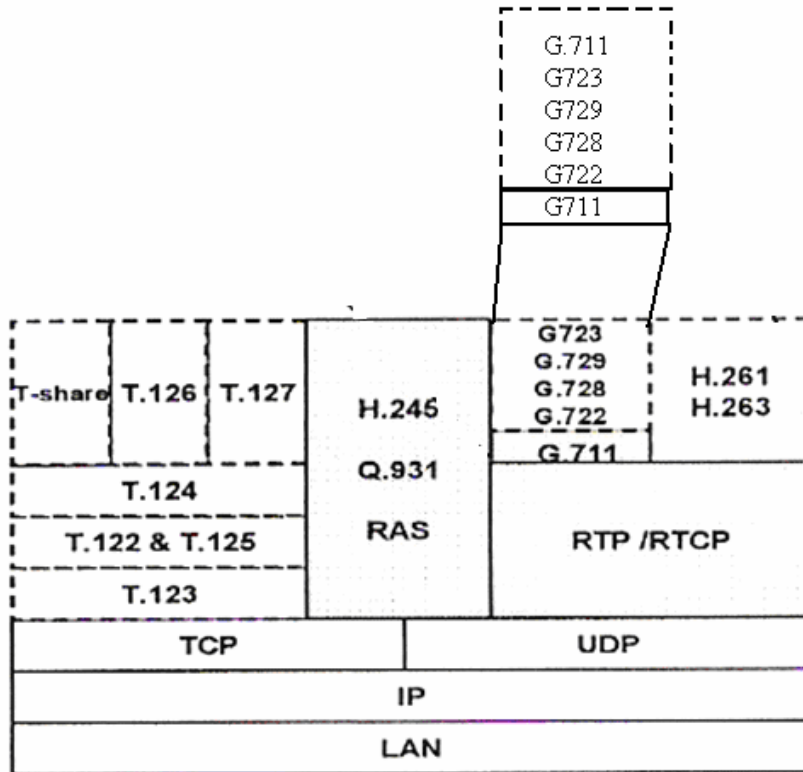 G.711
G723
G729
G728
G722
G711
T-share
T.126
T.127
H.245
Q.931
RAS
G723
G.729
G.728
G.722
G.711
H.261
H.263
T.124
T.122 & T.125
T.123
RTP /RTCP
TCP
UDP
IP
LAN